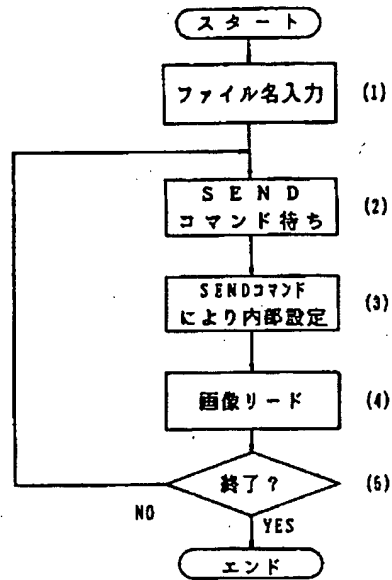 スタート
ファイル名入力 (1)
SEND
コマンド待ち (2)
SENDコマンド
により内部設定 (3)
画像リード (4)
終了? (5)
NO
YES
エンド